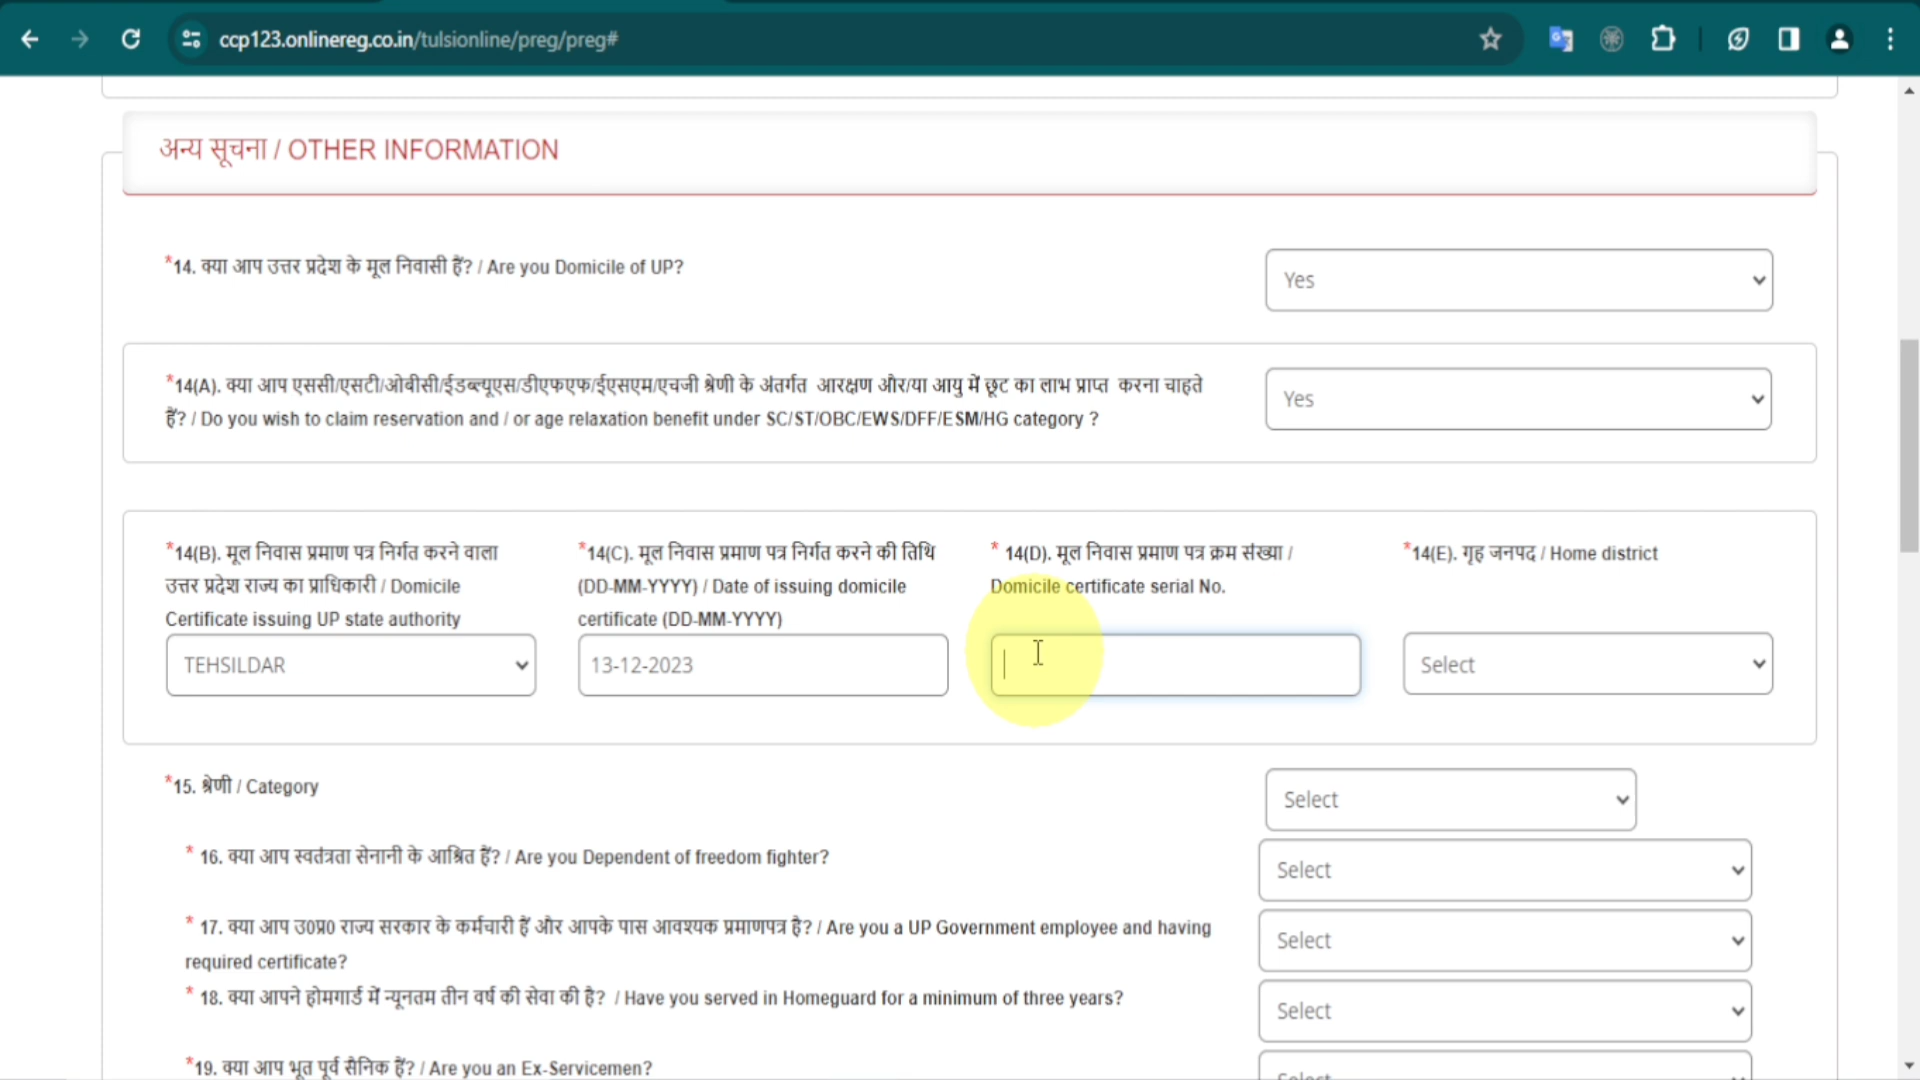 ccp123.onlinereg.co.in/tulsionline/preg/preg#
अन्य सूचना / OTHER INFORMATION
*14. क्या आप उत्तर प्रदेश के मूल निवासी हैं? / Are you Domicile of UP?
Yes
*14(A). क्या आप एससी/एसटी/ओबीसी/ईडब्ल्यूएस/डीएफएफ/ईएसएम/एचजी श्रेणी के अंतर्गत आरक्षण और/या आयु में छूट का लाभ प्राप्त करना चाहते
हैं? / Do you wish to claim reservation and / or age relaxation benefit under SC/ST/OBC/EWS/DFF/ESM/HG category ?
Yes
*14(B). मूल निवास प्रमाण पत्र निर्गत करने वाला
उत्तर प्रदेश राज्य का प्राधिकारी / Domicile
Certificate issuing UP state authority
TEHSILDAR
*14(C). मूल निवास प्रमाण पत्र निर्गत करने की तिथि
(DD-MM-YYYY) / Date of issuing domicile
certificate (DD-MM-YYYY)
13-12-2023
* 14(D). मूल निवास प्रमाण पत्र क्रम संख्या /
Domicile certificate serial No.
*14(E). गृह जनपद / Home district
Select
*15. श्रेणी / Category
Select
* 16. क्या आप स्वतंत्रता सेनानी के आश्रित हैं? / Are you Dependent of freedom fighter?
Select
* 17. क्या आप उ0प्र0 राज्य सरकार के कर्मचारी हैं और आपके पास आवश्यक प्रमाणपत्र है? / Are you a UP Government employee and having
required certificate?
Select
* 18. क्या आपने होमगार्ड में न्यूनतम तीन वर्ष की सेवा की है? / Have you served in Homeguard for a minimum of three years?
Select
*19. क्या आप भूत पूर्व सैनिक हैं? / Are you an Ex-Servicemen?
Select